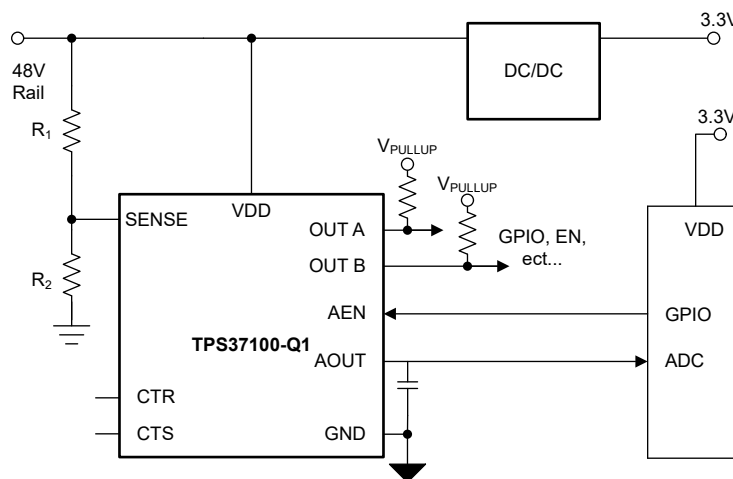 3.3V
48V
Rail
DC/DC
3.3V
R1
VPULLUP
VPULLUP
SENSE
VDD
VDD
OUT A
GPIO, EN,
ect...
OUT B
R2
AEN
GPIO
TPS37100-Q1
AOUT
ADC
CTR
CTS
GND